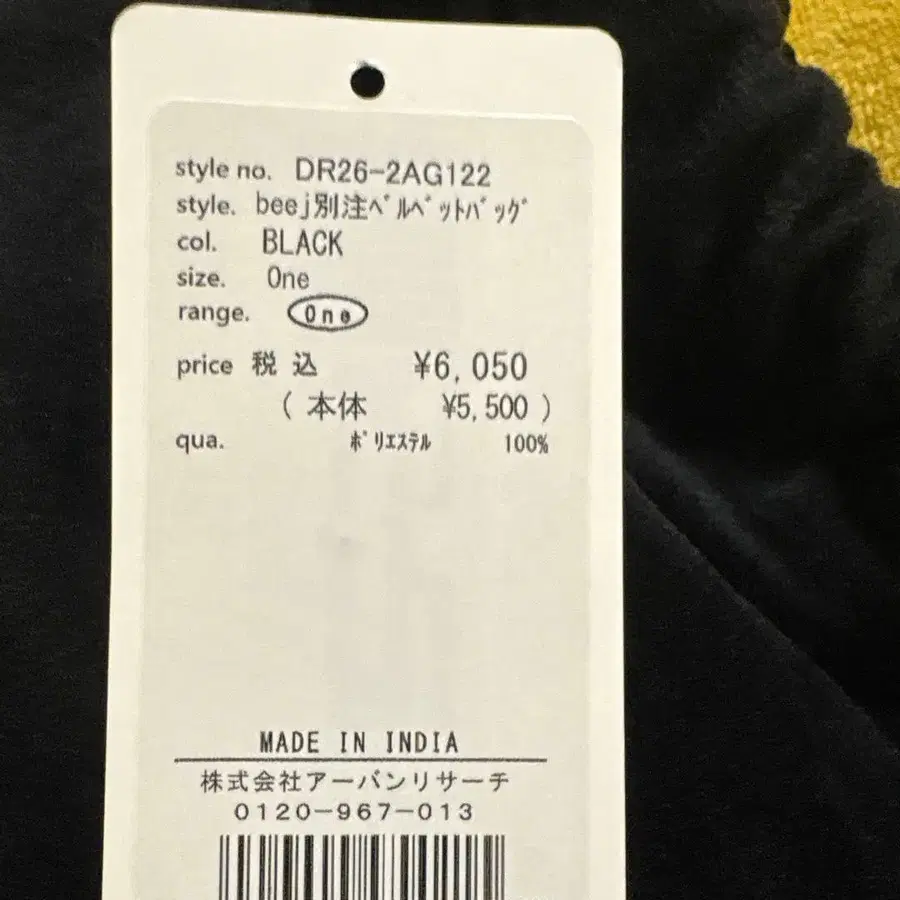 style no. DR26-2AG122
style. beej別注ﾍﾞﾙﾍﾞｯﾄﾊﾞｯｸﾞ
col. BLACK
size. One
range. One
price 税 込 ¥6,050
( 本体 ¥5,500 )
qua. ﾎﾟﾘｴｽﾃﾙ 100%
MADE IN INDIA
株式会社アーバンリサーチ
0120-967-013